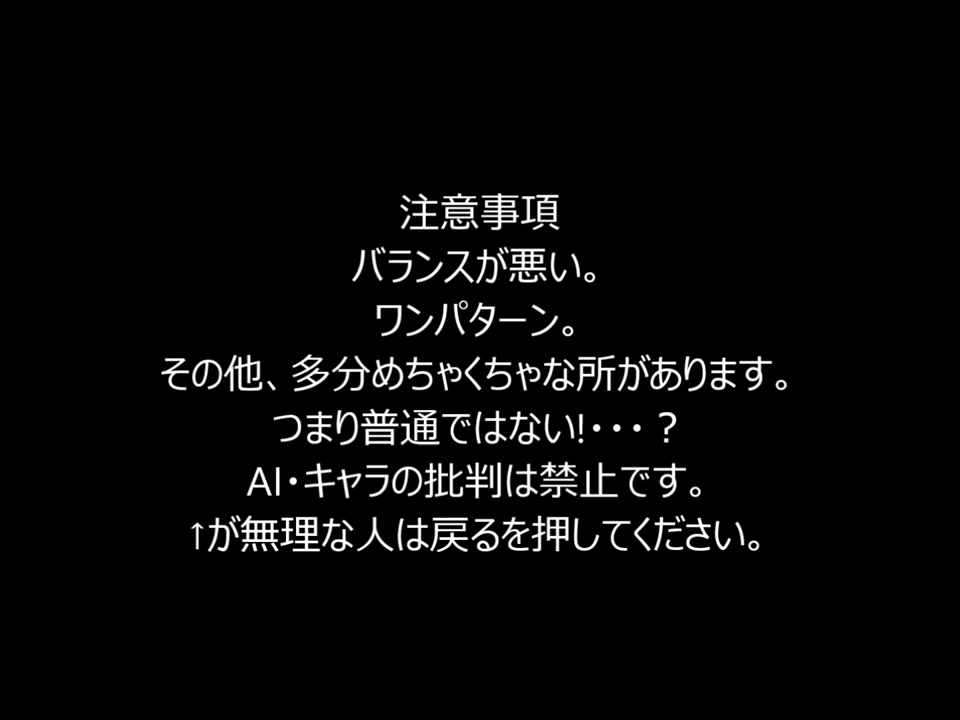 注意事項
バランスが悪い。
ワンパターン。
その他、多分めちゃくちゃな所があります。
つまり普通ではない!・・・？
AI・キャラの批判は禁止です。
↑が無理な人は戻るを押してください。